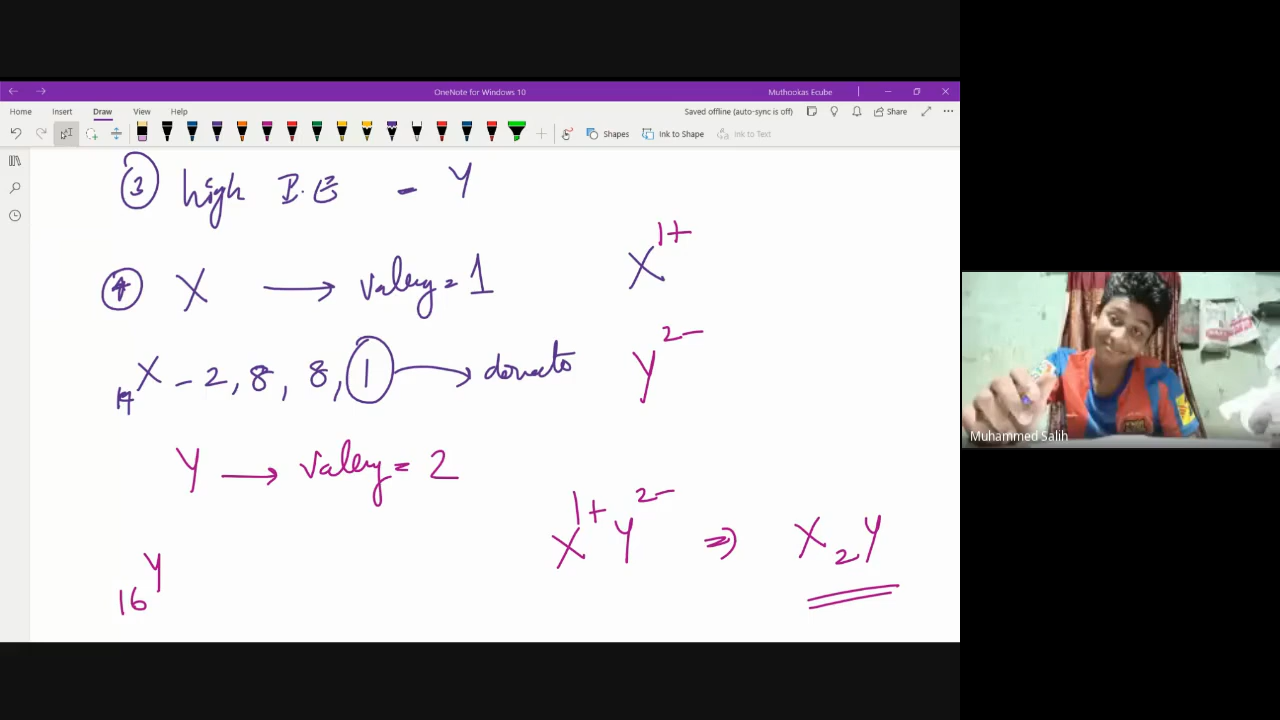 OneNote for Windows 10
Muthookas Ecube
Home Insert Draw View Help
Saved offline (auto-sync is off)
Share
Shapes
Ink to Shape
Ink to Text
③ high I.E - Y
④ X → valency = 1
X¹⁺
X - 2, 8, 8, 1 →
Y²⁻
Y → valency = 2
X¹⁺ Y²⁻ ⇒ X₂Y
₁₆Y
Muhammed Salih